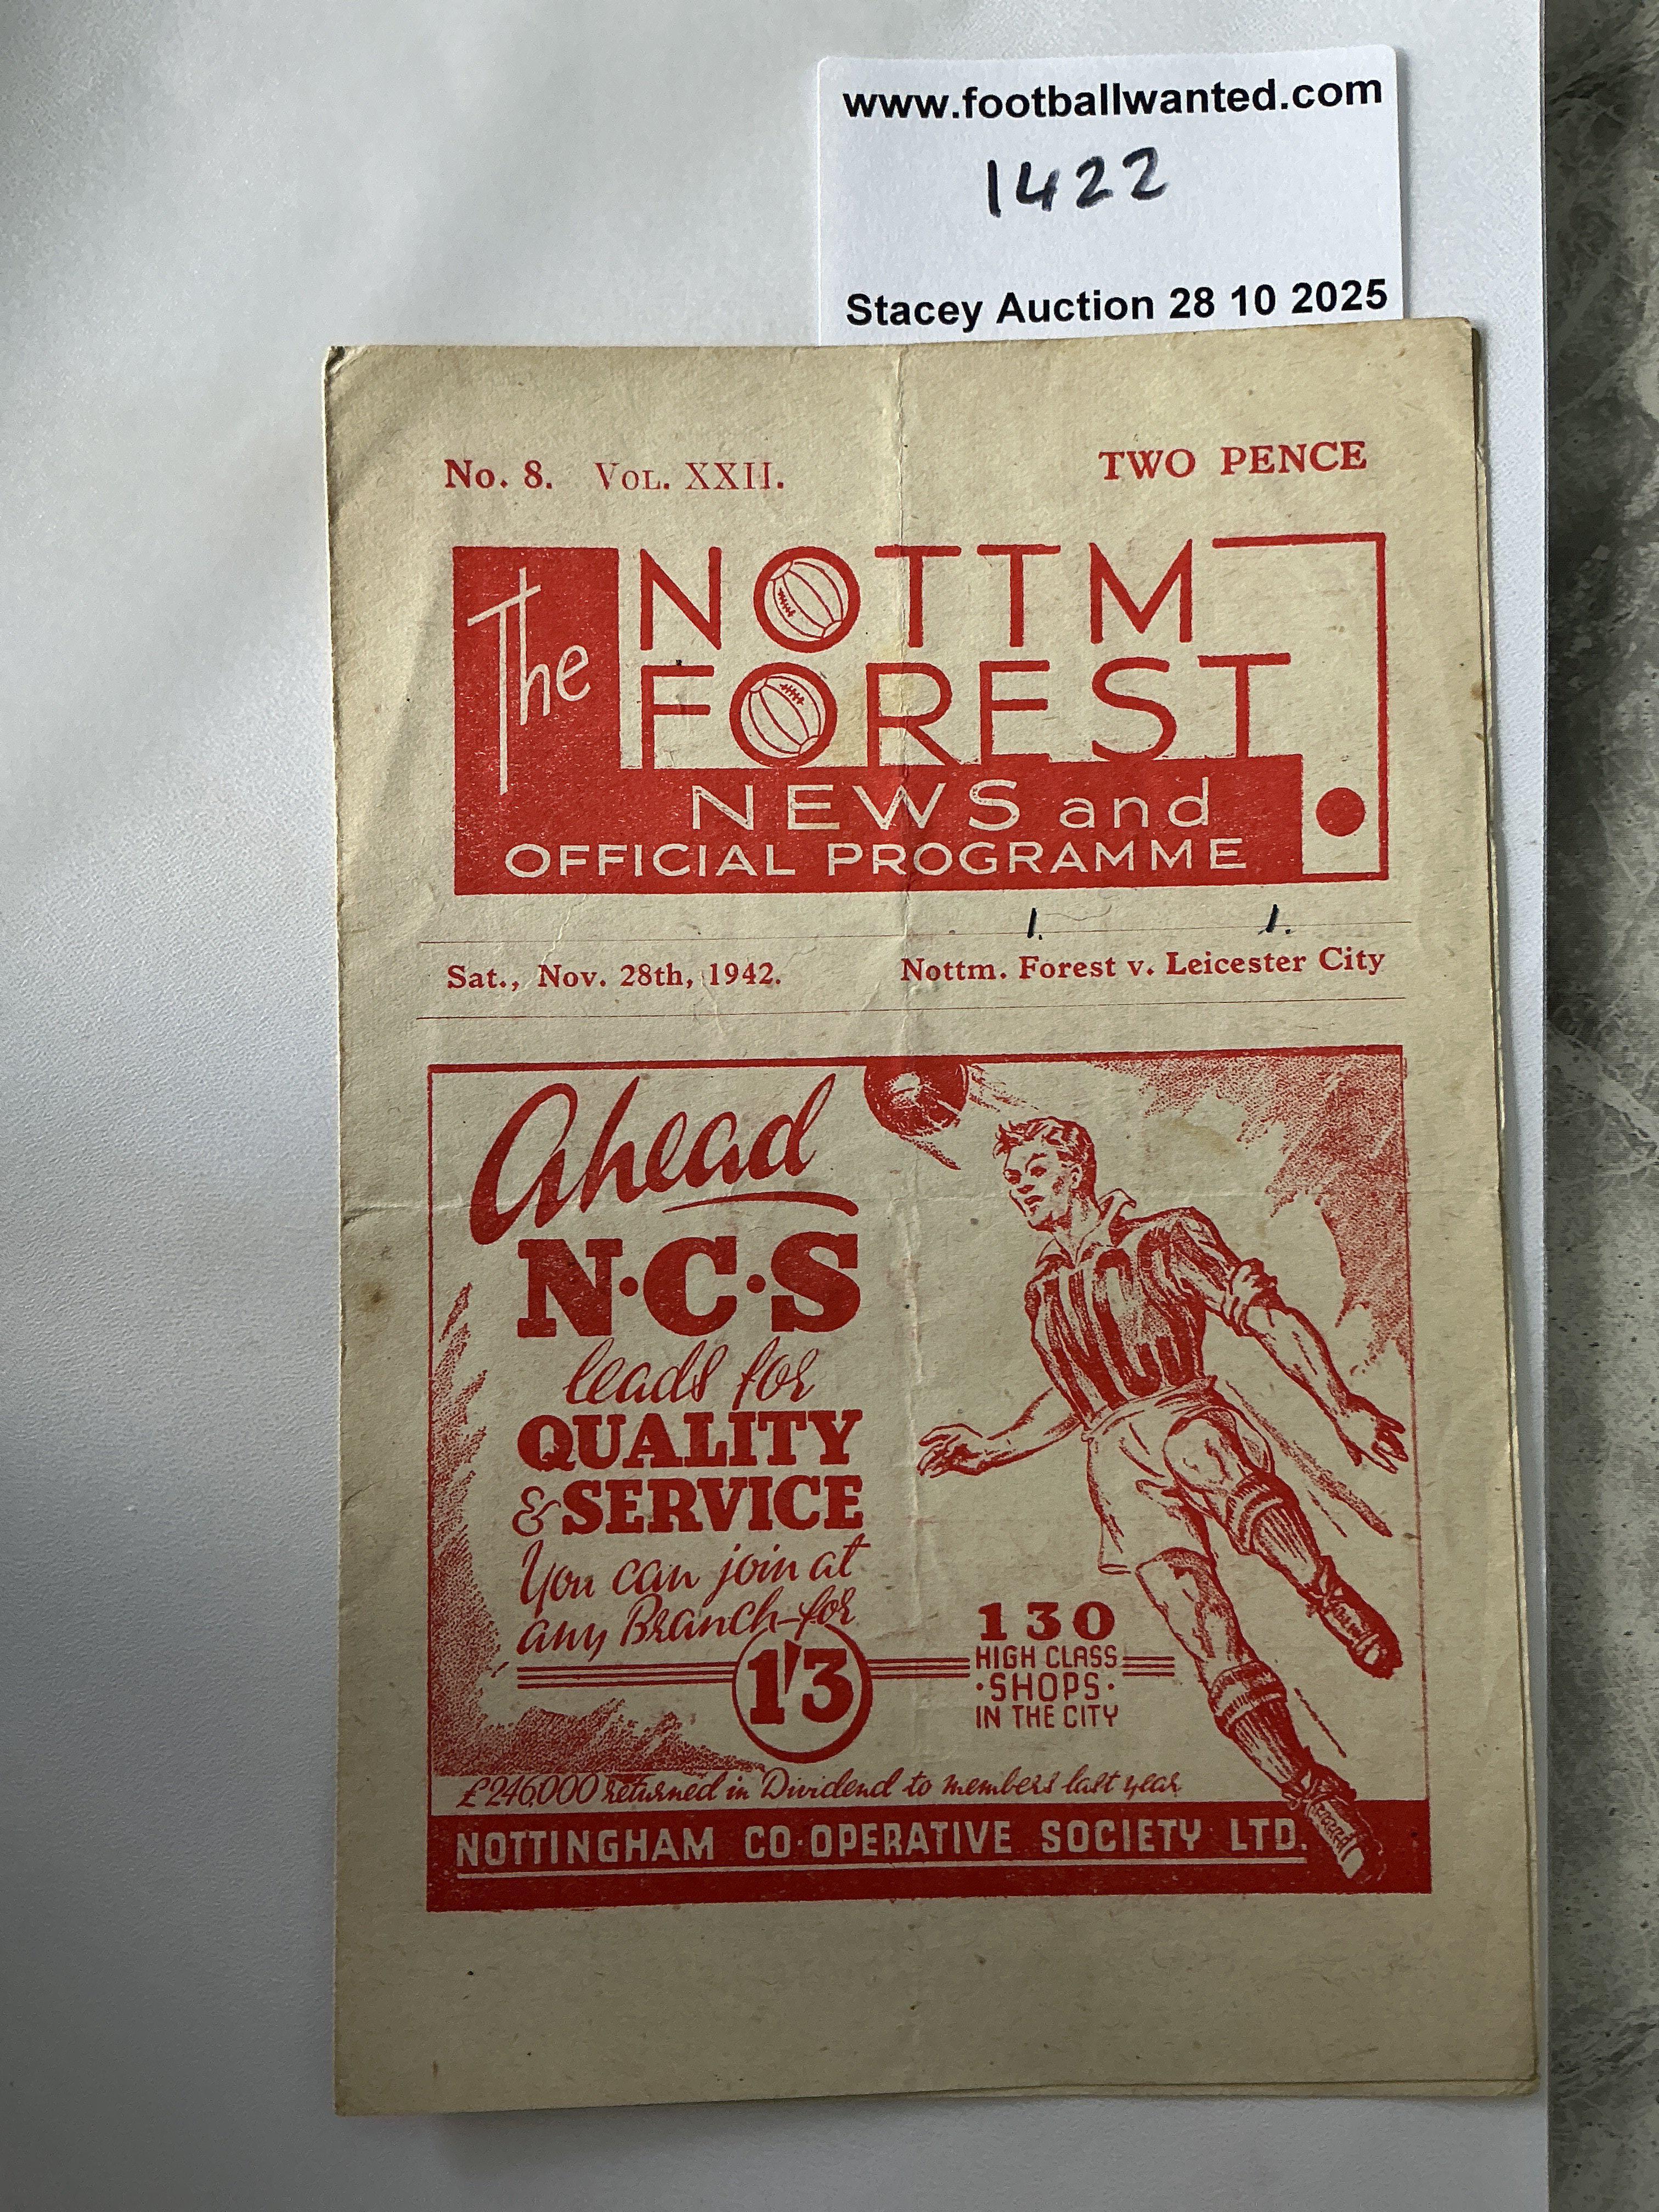 www.footballwanted.com
1422
Stacey Auction 28 10 2025
No. 8. Vol. XXII.
TWO PENCE
The
NOTTM
FOREST
NEWS and
OFFICIAL PROGRAMME
1. 1.
Sat., Nov. 28th, 1942. Nottm. Forest v. Leicester City
Ahead
N·C·S
leads for
QUALITY
& SERVICE
You can join at
any Branch-for
1'3
NCS
130
HIGH CLASS
·SHOPS·
IN THE CITY
£246,000 returned in Dividend to members last year
NOTTINGHAM CO-OPERATIVE SOCIETY LTD.